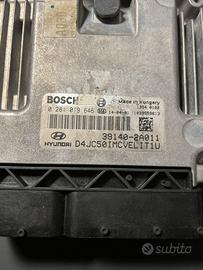 BOSCH
Made in Hungary
0 281 019 646
39140-2A011
HYUNDAI
D4JC50IMCVELIT1U
subito